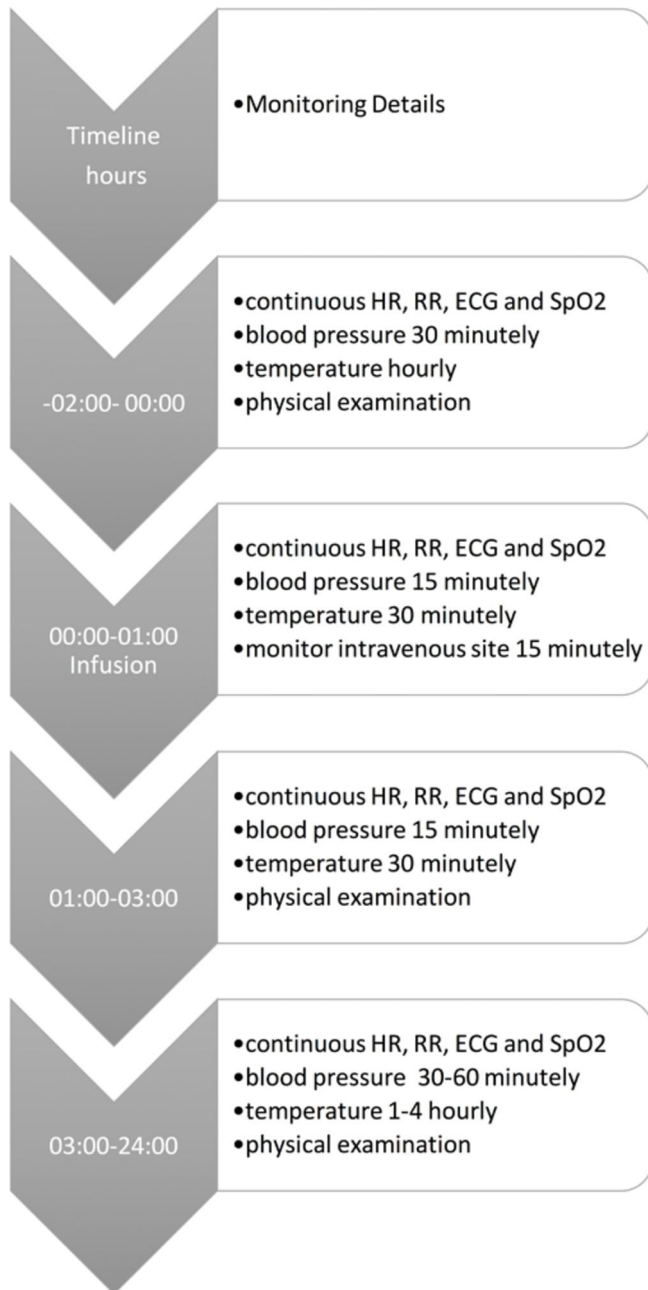 Timeline
hours
•Monitoring Details
-02:00- 00:00
•continuous HR, RR, ECG and SpO2
•blood pressure 30 minutely
•temperature hourly
•physical examination
00:00-01:00
Infusion
•continuous HR, RR, ECG and SpO2
•blood pressure 15 minutely
•temperature 30 minutely
•monitor intravenous site 15 minutely
01:00-03:00
•continuous HR, RR, ECG and SpO2
•blood pressure 15 minutely
•temperature 30 minutely
•physical examination
03:00-24:00
•continuous HR, RR, ECG and SpO2
•blood pressure  30-60 minutely
•temperature 1-4 hourly
•physical examination